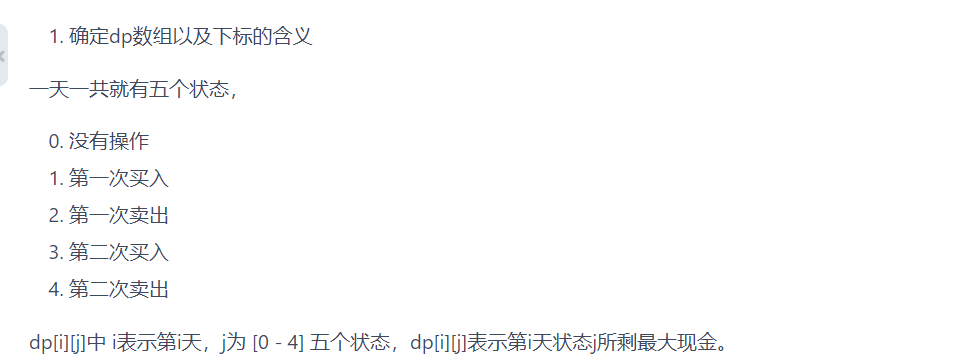 1. 确定dp数组以及下标的含义
一天一共就有五个状态，
0. 没有操作
1. 第一次买入
2. 第一次卖出
3. 第二次买入
4. 第二次卖出
dp[i][j]中 i表示第i天，j为 [0 - 4] 五个状态，dp[i][j]表示第i天状态j所剩最大现金。